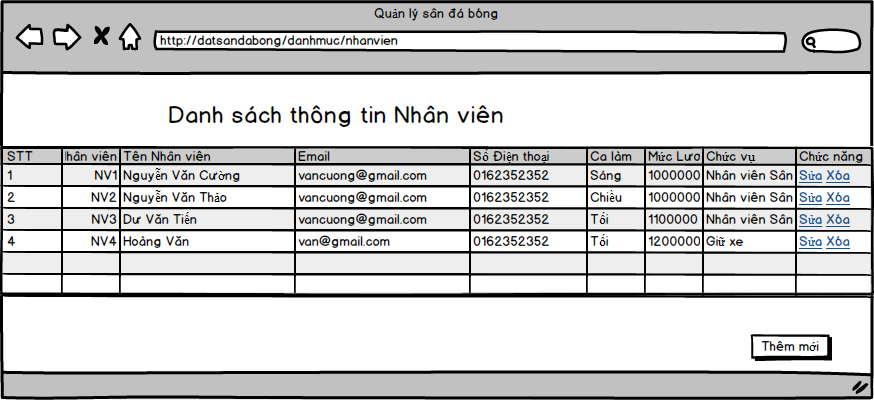 Quản lý sân đá bóng
http://datsandabong/danhmuc/nhanvien
Danh sách thông tin Nhân viên
STT hân viên Tên Nhân viên Email Số Điện thoại Ca làm Mức Lươ Chức vụ Chức năng
1 NV1 Nguyễn Văn Cường vancuong@gmail.com 0162352352 Sáng 1000000 Nhân viên Sân Sửa Xóa
2 NV2 Nguyễn Văn Thảo vancuong@gmail.com 0162352352 Chiều 1000000 Nhân viên Sân Sửa Xóa
3 NV3 Dư Văn Tiến vancuong@gmail.com 0162352352 Tối 1100000 Nhân viên Sân Sửa Xóa
4 NV4 Hoàng Văn van@gmail.com 0162352352 Tối 1200000 Giữ xe Sửa Xóa
Thêm mới